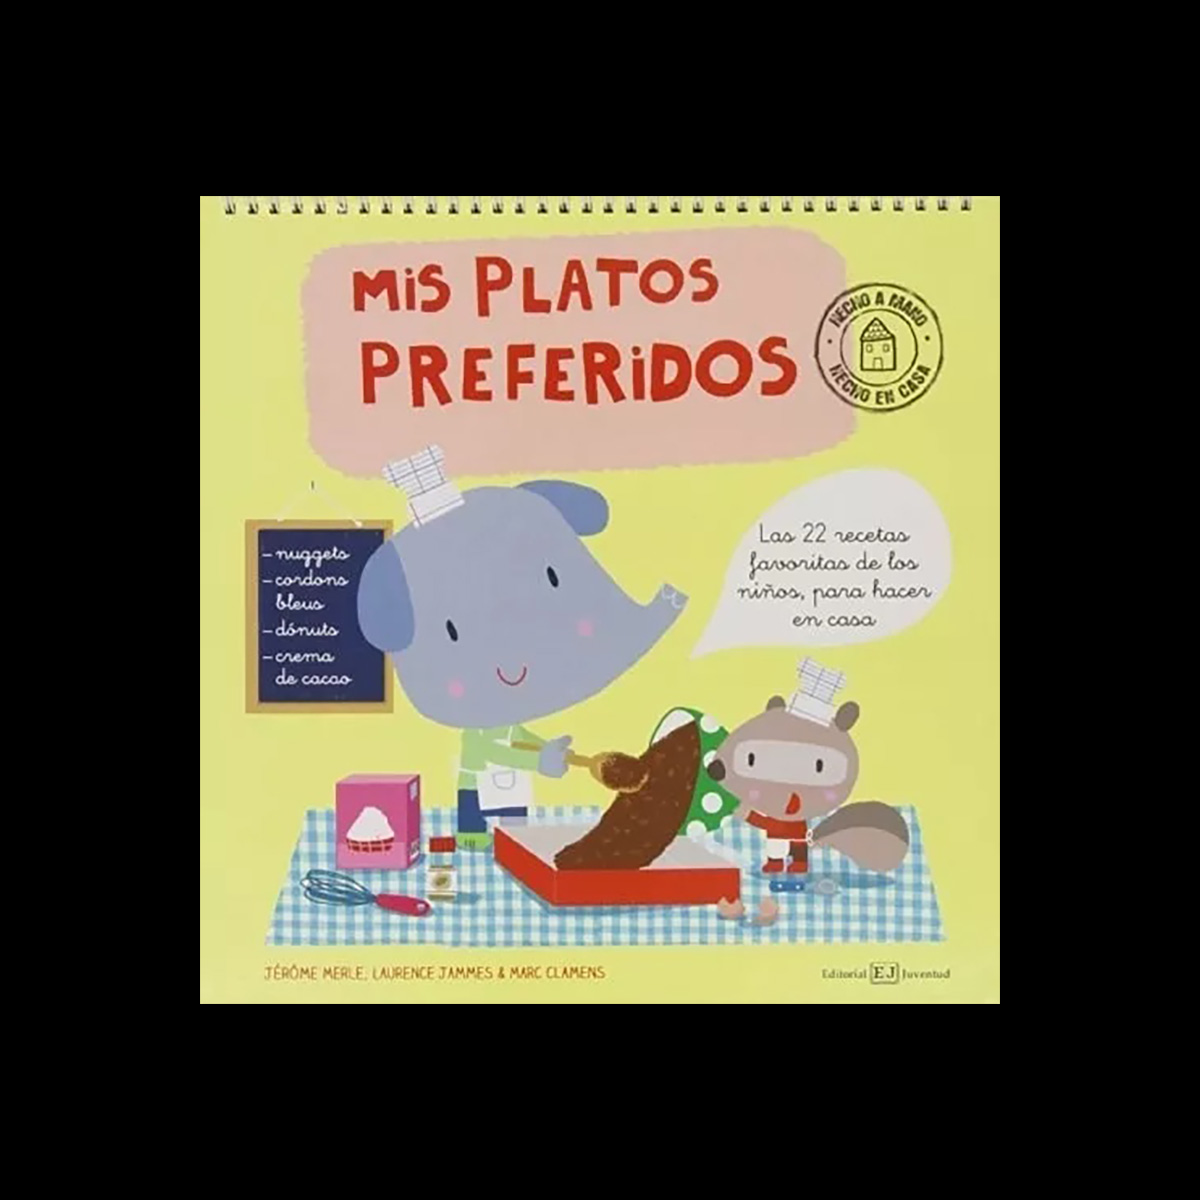 MiS PLATOS
PREFERiDOS
HECHO A MANO
HECHO EN CASA
– nuggets
– cordons
bleus
– dónuts
– crema
de cacao
Las 22 recetas
favoritas de los
niños, para hacer
en casa
JÉRÔME MERLE, LAURENCE JAMMES & MARC CLAMENS
Editorial EJ Juventud